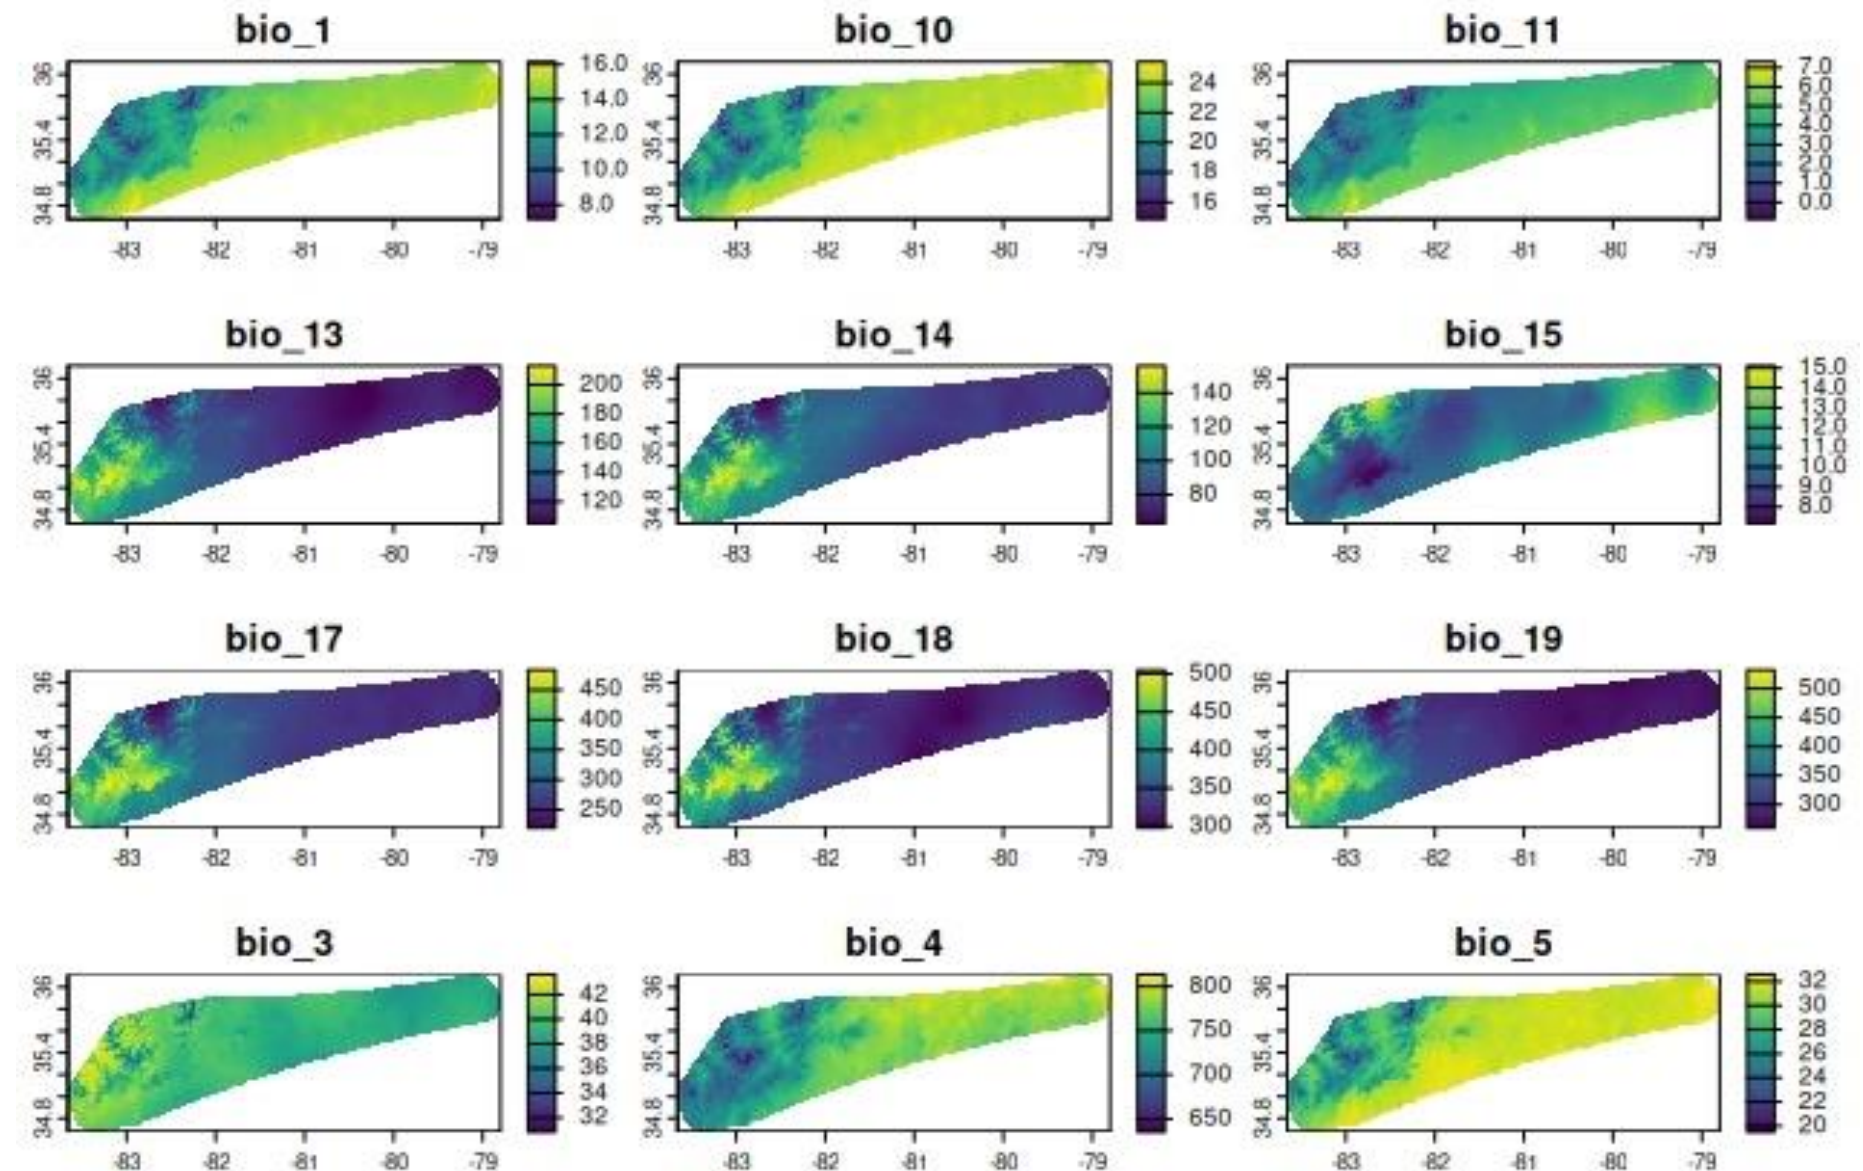 bio_1 bio_10 bio_11
36 35.4 34.8 16.0 14.0 12.0 10.0 8.0 36 35.4 34.8 24 22 20 18 16 36 35.4 34.8 7.0 6.0 5.0 4.0 3.0 2.0 1.0 0.0
-83 -82 -81 -80 -79 -83 -82 -81 -80 -79 -83 -82 -81 -80 -79
bio_13 bio_14 bio_15
36 35.4 34.8 200 180 160 140 120 36 35.4 34.8 140 120 100 80 36 35.4 34.8 15.0 14.0 13.0 12.0 11.0 10.0 9.0 8.0
-83 -82 -81 -80 -79 -83 -82 -81 -80 -79 -83 -82 -81 -80 -79
bio_17 bio_18 bio_19
36 35.4 34.8 450 400 350 300 250 36 35.4 34.8 500 450 400 350 300 36 35.4 34.8 500 450 400 350 300
-83 -82 -81 -80 -79 -83 -82 -81 -80 -79 -83 -82 -81 -80 -79
bio_3 bio_4 bio_5
36 35.4 34.8 42 40 38 36 34 32 36 35.4 34.8 800 750 700 650 36 35.4 34.8 32 30 28 26 24 22 20
-83 -82 -81 -80 -79 -83 -82 -81 -80 -79 -83 -82 -81 -80 -79